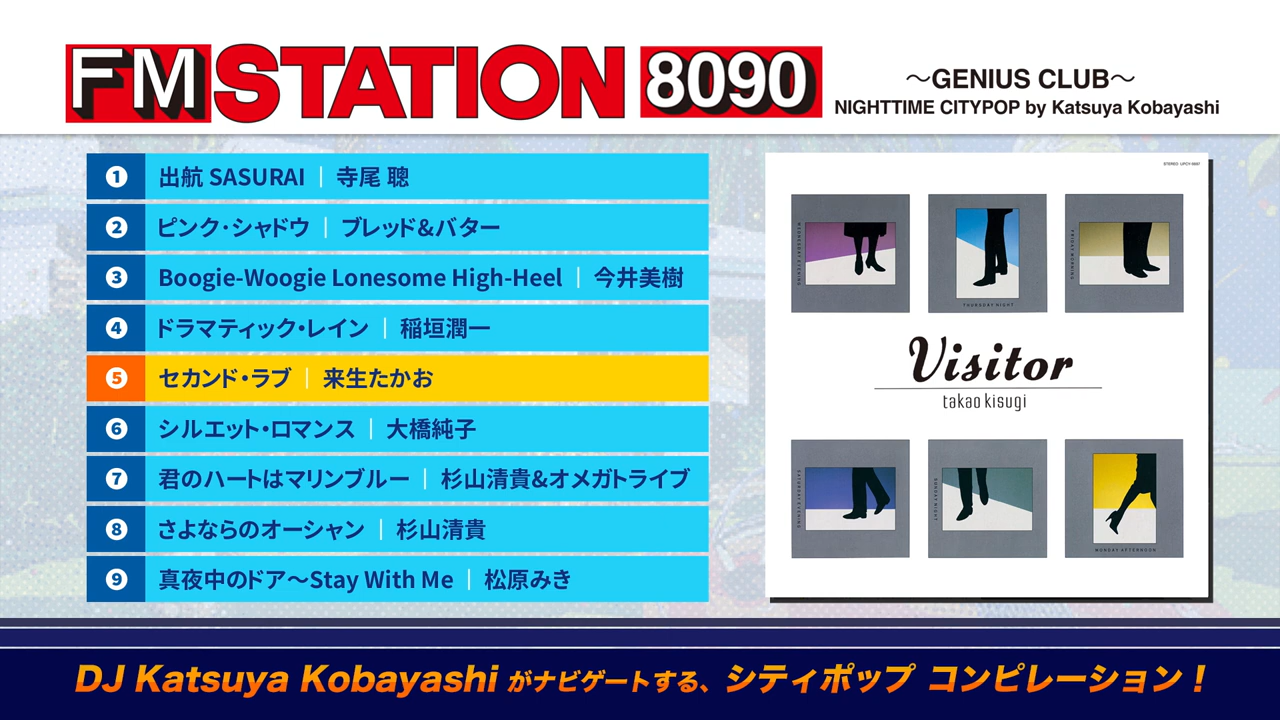 FM STATION 8090
～GENIUS CLUB～
NIGHTTIME CITYPOP by Katsuya Kobayashi
1 出航 SASURAI｜寺尾 聰
2 ピンク・シャドウ｜ブレッド&バター
3 Boogie-Woogie Lonesome High-Heel｜今井美樹
4 ドラマティック・レイン｜稲垣潤一
5 セカンド・ラブ｜来生たかお
6 シルエット・ロマンス｜大橋純子
7 君のハートはマリンブルー｜杉山清貴&オメガトライブ
8 さよならのオーシャン｜杉山清貴
9 真夜中のドア～Stay With Me｜松原みき
WEDNESDAY EVENING
THURSDAY NIGHT
FRIDAY MORNING
Visitor
takao kisugi
SATURDAY EVENING
SUNDAY NIGHT
MONDAY AFTERNOON
DJ Katsuya Kobayashi がナビゲートする、シティポップ コンピレーション！